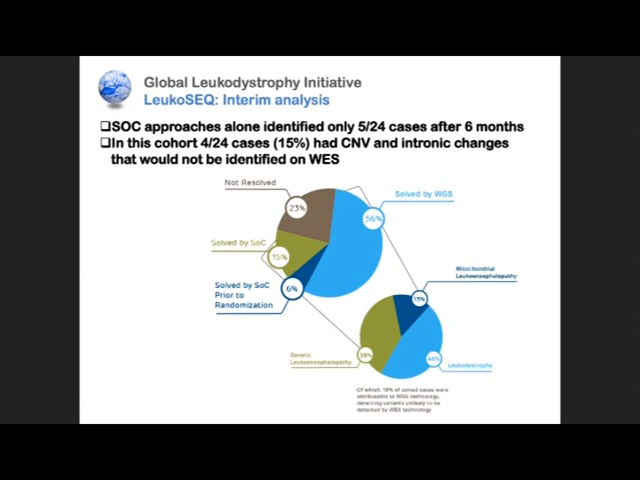 Global Leukodystrophy Initiative
LeukoSEQ: Interim analysis
❑SOC approaches alone identified only 5/24 cases after 6 months
❑In this cohort 4/24 cases (15%) had CNV and intronic changes
that would not be identified on WES
Not Resolved
23%
Solved by WGS
56%
Solved by SoC
15%
Solved by SoC
Prior to
Randomization
6%
Mitochondrial
Leukoencephalopathy
15%
Genetic
Leukoencephalopathy
38%
46%
Leukodystrophy
Of which, 19% of solved cases were
attributable to WGS technology,
detecting variants unlikely to be
detected by WES technology